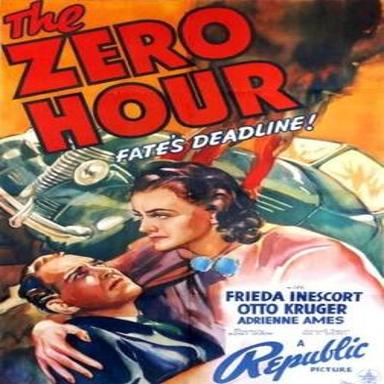 The
ZERO
HOUR
FATE'S DEADLINE!
FRIEDA INESCORT
OTTO KRUGER
ADRIENNE AMES
A
Republic
PICTURE